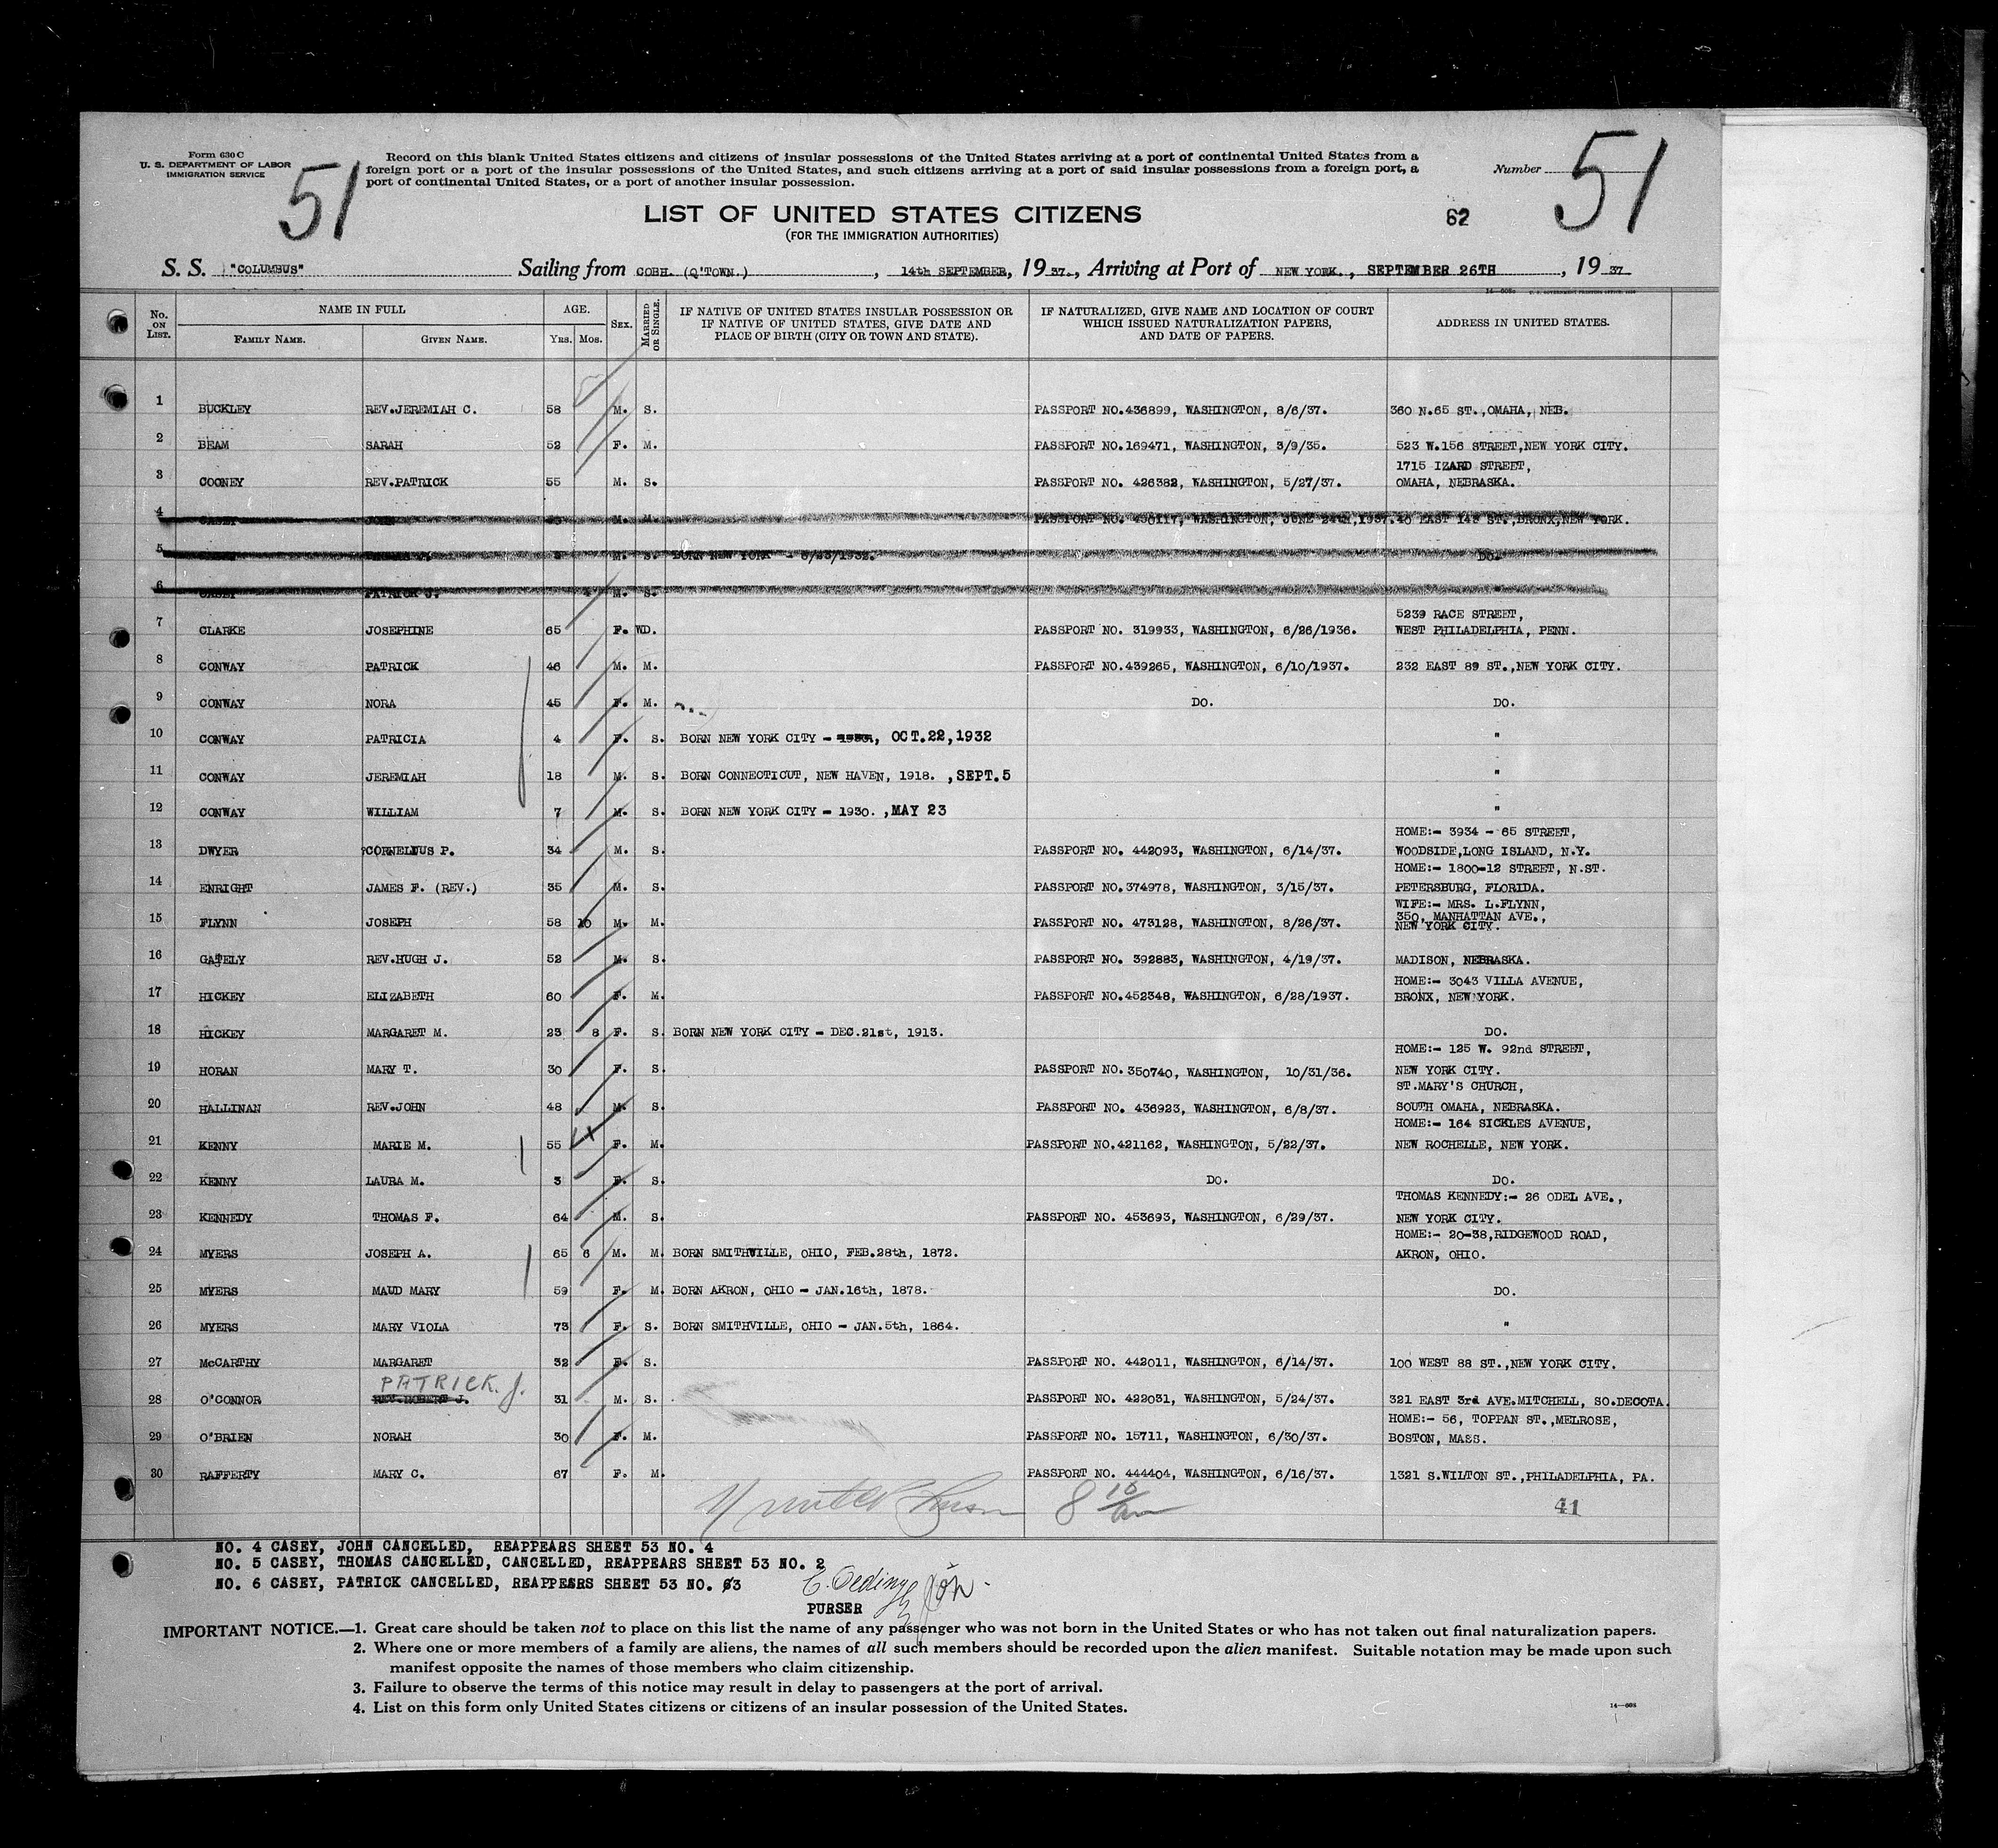 Form 630 C
U. S. DEPARTMENT OF LABOR
IMMIGRATION SERVICE
51
Record on this blank United States citizens and citizens of insular possessions of the United States arriving at a port of continental United States from a
foreign port or a port of the insular possessions of the United States, and such citizens arriving at a port of said insular possessions from a foreign port, a
port of continental United States, or a port of another insular possession.
Number 51
LIST OF UNITED STATES CITIZENS
(FOR THE IMMIGRATION AUTHORITIES)
62
S. S. "COLUMBUS" Sailing from COBH. (Q'TOWN.), 14th SEPTEMBER, 1937., Arriving at Port of NEW YORK., SEPTEMBER 26TH, 1937
No. ON LIST. NAME IN FULL FAMILY NAME. GIVEN NAME. AGE. YRS. MOS. SEX. MARRIED OR SINGLE. IF NATIVE OF UNITED STATES INSULAR POSSESSION OR IF NATIVE OF UNITED STATES, GIVE DATE AND PLACE OF BIRTH (CITY OR TOWN AND STATE). IF NATURALIZED, GIVE NAME AND LOCATION OF COURT WHICH ISSUED NATURALIZATION PAPERS, AND DATE OF PAPERS. ADDRESS IN UNITED STATES.
1 BUCKLEY REV.JEREMIAH C. 58 M. S. PASSPORT NO.436899, WASHINGTON, 8/6/37. 360 N.65 ST.,OMAHA, NEB.
2 BEAM SARAH 52 F. M. PASSPORT NO.169471, WASHINGTON, 3/9/35. 523 W.156 STREET,NEW YORK CITY.
1715 IZARD STREET,
3 COONEY REV.PATRICK 55 M. S. PASSPORT NO. 426382, WASHINGTON, 5/27/37. OMAHA, NEBRASKA.
4 CASEY JOHN M. M. PASSPORT NO. 450117, WASHINGTON, JUNE 24th,1937. 40 EAST 148 ST.,BRONX,NEW YORK.
5 M. S. BORN NEW YORK - 6/23/1932. DO.
6 CASEY PATRICK J. M. S.
5239 RACE STREET,
7 CLARKE JOSEPHINE 65 F. WD. PASSPORT NO. 319933, WASHINGTON, 6/26/1936. WEST PHILADELPHIA, PENN.
8 CONWAY PATRICK 46 M. M. PASSPORT NO.439265, WASHINGTON, 6/10/1937. 232 EAST 89 ST.,NEW YORK CITY.
9 CONWAY NORA 45 F. M. DO. DO.
10 CONWAY PATRICIA 4 F. S. BORN NEW YORK CITY - , OCT.22,1932 "
11 CONWAY JEREMIAH 18 M. S. BORN CONNECTICUT, NEW HAVEN, 1918. ,SEPT.5 "
12 CONWAY WILLIAM 7 M. S. BORN NEW YORK CITY - 1930. ,MAY 23 "
HOME:- 3934 - 65 STREET,
13 DWYER CORNELIUS P. 34 M. S. PASSPORT NO. 442093, WASHINGTON, 6/14/37. WOODSIDE,LONG ISLAND, N.Y.
HOME:- 1800-12 STREET, N.ST.
14 ENRIGHT JAMES F. (REV.) 35 M. S. PASSPORT NO.374978, WASHINGTON, 3/15/37. PETERSBURG, FLORIDA.
WIFE:- MRS. L.FLYNN,
350, MANHATTAN AVE.,
15 FLYNN JOSEPH 58 10 M. M. PASSPORT NO. 473128, WASHINGTON, 8/26/37. NEW YORK CITY.
16 GATELY REV.HUGH J. 52 M. S. PASSPORT NO. 392883, WASHINGTON, 4/19/37. MADISON, NEBRASKA.
HOME:- 3043 VILLA AVENUE,
17 HICKEY ELIZABETH 60 F. M. PASSPORT NO.452348, WASHINGTON, 6/28/1937. BRONX, NEW YORK.
18 HICKEY MARGARET M. 23 8 F. S. BORN NEW YORK CITY - DEC.21st, 1913. DO.
HOME:- 125 W. 92nd STREET,
19 HORAN MARY T. 30 F. S. PASSPORT NO.350740, WASHINGTON, 10/31/36. NEW YORK CITY.
ST.MARY'S CHURCH,
20 HALLINAN REV.JOHN 48 M. S. PASSPORT NO. 436923, WASHINGTON, 6/8/37. SOUTH OMAHA, NEBRASKA.
HOME:- 164 SICKLES AVENUE,
21 KENNY MARIE M. 55 F. M. PASSPORT NO.421162, WASHINGTON, 5/22/37. NEW ROCHELLE, NEW YORK.
22 KENNY LAURA M. 3 F. S. DO. DO.
THOMAS KENNEDY:- 26 ODEL AVE.,
23 KENNEDY THOMAS F. 64 M. S. PASSPORT NO. 453693, WASHINGTON, 6/29/37. NEW YORK CITY.
HOME:- 20-38,RIDGEWOOD ROAD,
24 MYERS JOSEPH A. 65 6 M. M. BORN SMITHVILLE, OHIO, FEB.28th, 1872. AKRON, OHIO.
25 MYERS MAUD MARY 59 F. M. BORN AKRON, OHIO - JAN.16th, 1878. DO.
26 MYERS MARY VIOLA 73 F. S. BORN SMITHVILLE, OHIO - JAN.5th, 1864. "
27 McCARTHY MARGARET 32 F. S. PASSPORT NO. 442011, WASHINGTON, 6/14/37. 100 WEST 88 ST.,NEW YORK CITY.
PATRICK. J.
28 O'CONNOR REV.ROBERT J. 31 M. S. PASSPORT NO. 422031, WASHINGTON, 5/24/37. 321 EAST 3rd AVE.MITCHELL, SO.DECOTA.
HOME:- 56, TOPPAN ST.,MELROSE,
29 O'BRIEN NORAH 30 F. M. PASSPORT NO. 15711, WASHINGTON, 6/30/37. BOSTON, MASS.
30 RAFFERTY MARY C. 67 F. M. PASSPORT NO. 444404, WASHINGTON, 6/16/37. 1321 S.WILTON ST.,PHILADELPHIA, PA.
41
NO. 4 CASEY, JOHN CANCELLED, REAPPEARS SHEET 53 NO. 4
NO. 5 CASEY, THOMAS CANCELLED, CANCELLED, REAPPEARS SHEET 53 NO. 2
NO. 6 CASEY, PATRICK CANCELLED, REAPPESRS SHEET 53 NO. 3
PURSER
IMPORTANT NOTICE.—1. Great care should be taken not to place on this list the name of any passenger who was not born in the United States or who has not taken out final naturalization papers.
2. Where one or more members of a family are aliens, the names of all such members should be recorded upon the alien manifest. Suitable notation may be made upon such
manifest opposite the names of those members who claim citizenship.
3. Failure to observe the terms of this notice may result in delay to passengers at the port of arrival.
4. List on this form only United States citizens or citizens of an insular possession of the United States.